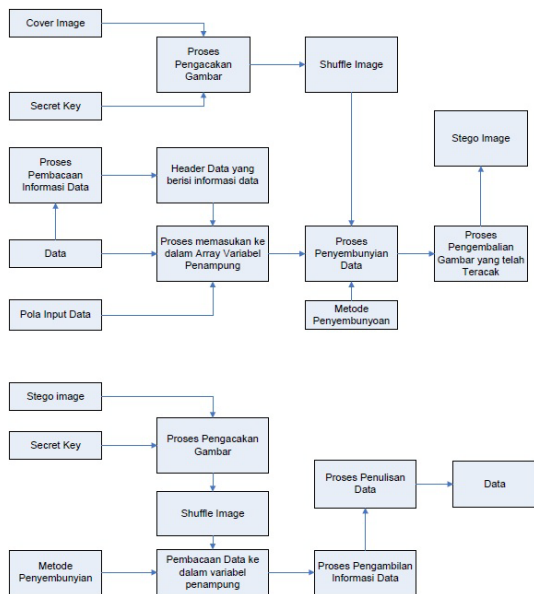 Cover Image
Proses
Pengacakan
Gambar
Shuffle Image
Secret Key
Stego Image
Proses
Pembacaan
Informasi Data
Header Data yang
berisi informasi data
Data
Proses memasukan ke
dalam Array Variabel
Penampung
Proses
Penyembunyian
Data
Proses
Pengembalian
Gambar yang telah
Teracak
Pola Input Data
Metode
Penyembunyoan
Stego image
Secret Key
Proses Pengacakan
Gambar
Proses Penulisan
Data
Data
Shuffle Image
Metode
Penyembunyian
Pembacaan Data ke
dalam variabel
penampung
Proses Pengambilan
Informasi Data